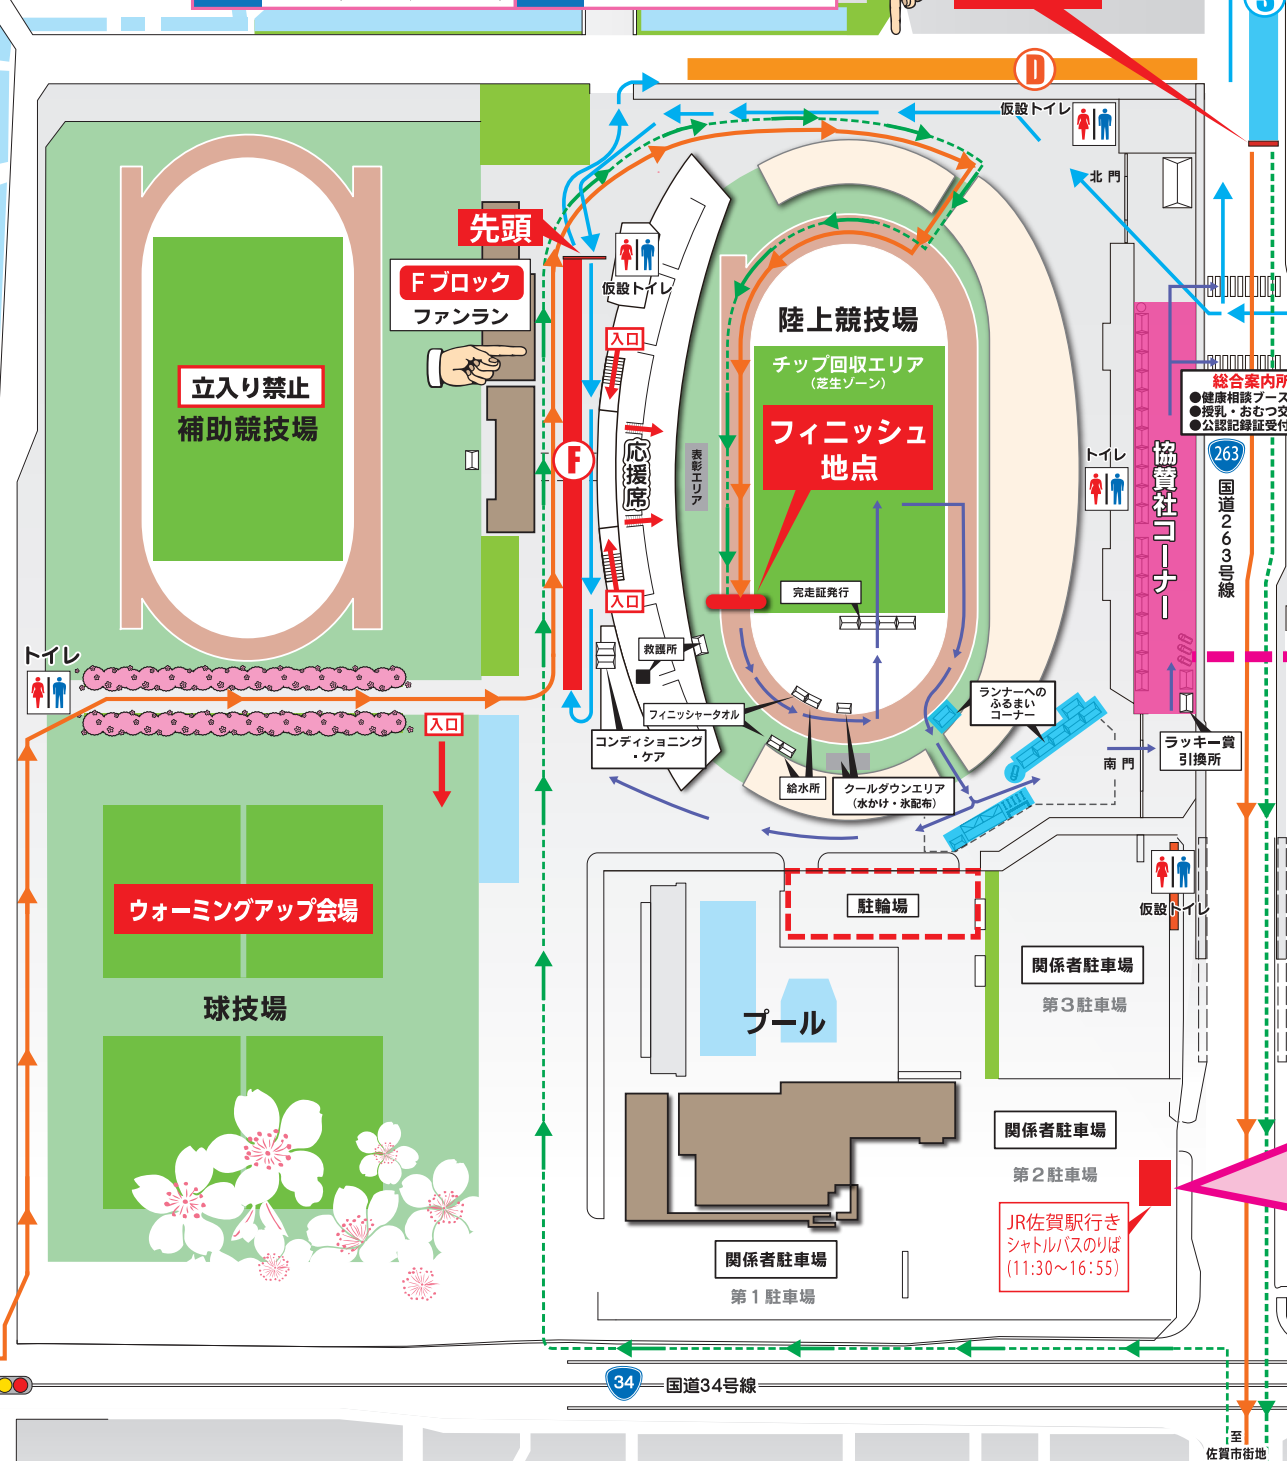 D
仮設トイレ
北門
先頭
Fブロック
ファンラン
仮設トイレ
入口
陸上競技場
チップ回収エリア
(芝生ゾーン)
フィニッシュ
地点
立入り禁止
補助競技場
F
応援席
表彰エリア
総合案内所
●健康相談ブース
●授乳・おむつ交
●公認記録証受付
263
国道263号線
トイレ
協賛社コーナー
完走証発行
入口
救護所
トイレ
フィニッシャータオル
コンディショニング
・ケア
ランナーへの
ふるまい
コーナー
入口
南門
ラッキー賞
引換所
給水所
クールダウンエリア
(水かけ・氷配布)
仮設トイレ
ウォーミングアップ会場
駐輪場
球技場
プール
関係者駐車場
第3駐車場
関係者駐車場
第2駐車場
JR佐賀駅行き
シャトルバスのりば
(11:30～16:55)
関係者駐車場
第1駐車場
34
国道34号線
至
佐賀市街地